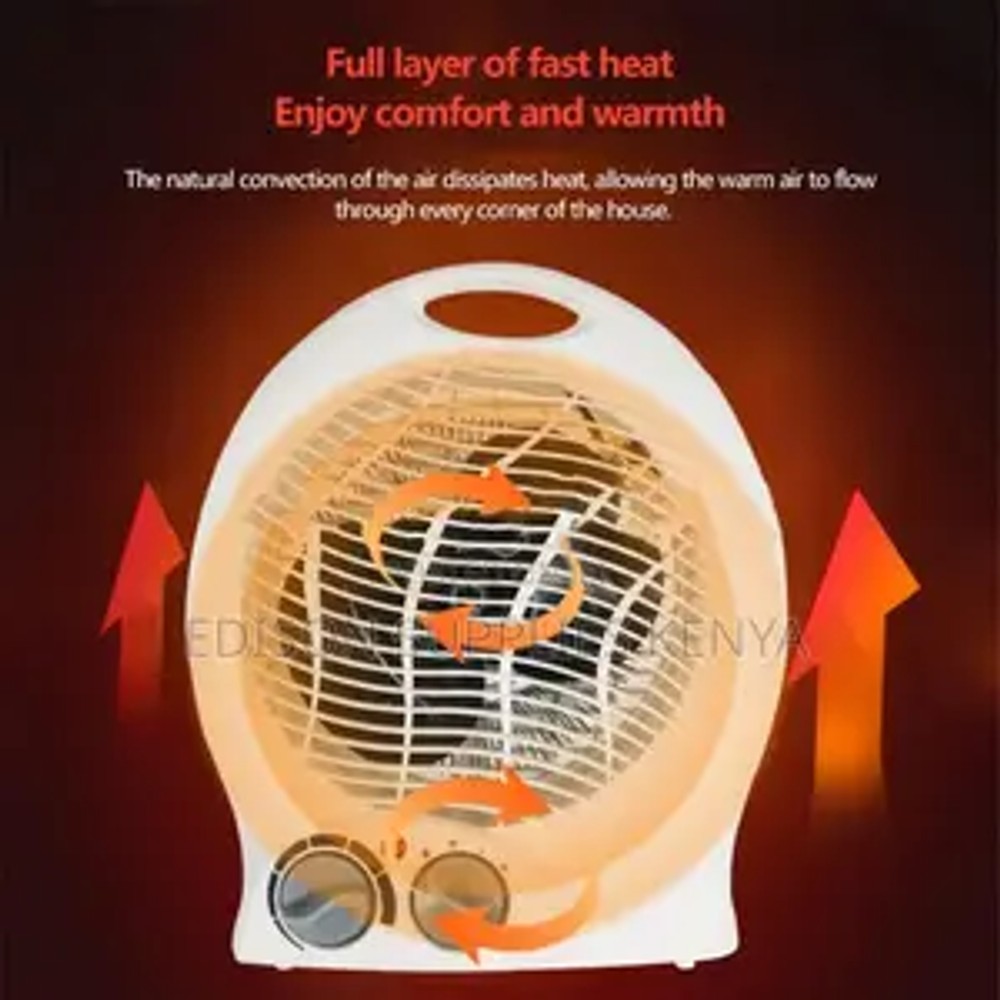 Full layer of fast heat
Enjoy comfort and warmth
The natural convection of the air dissipates heat, allowing the warm air to flow
through every corner of the house.
KENYA